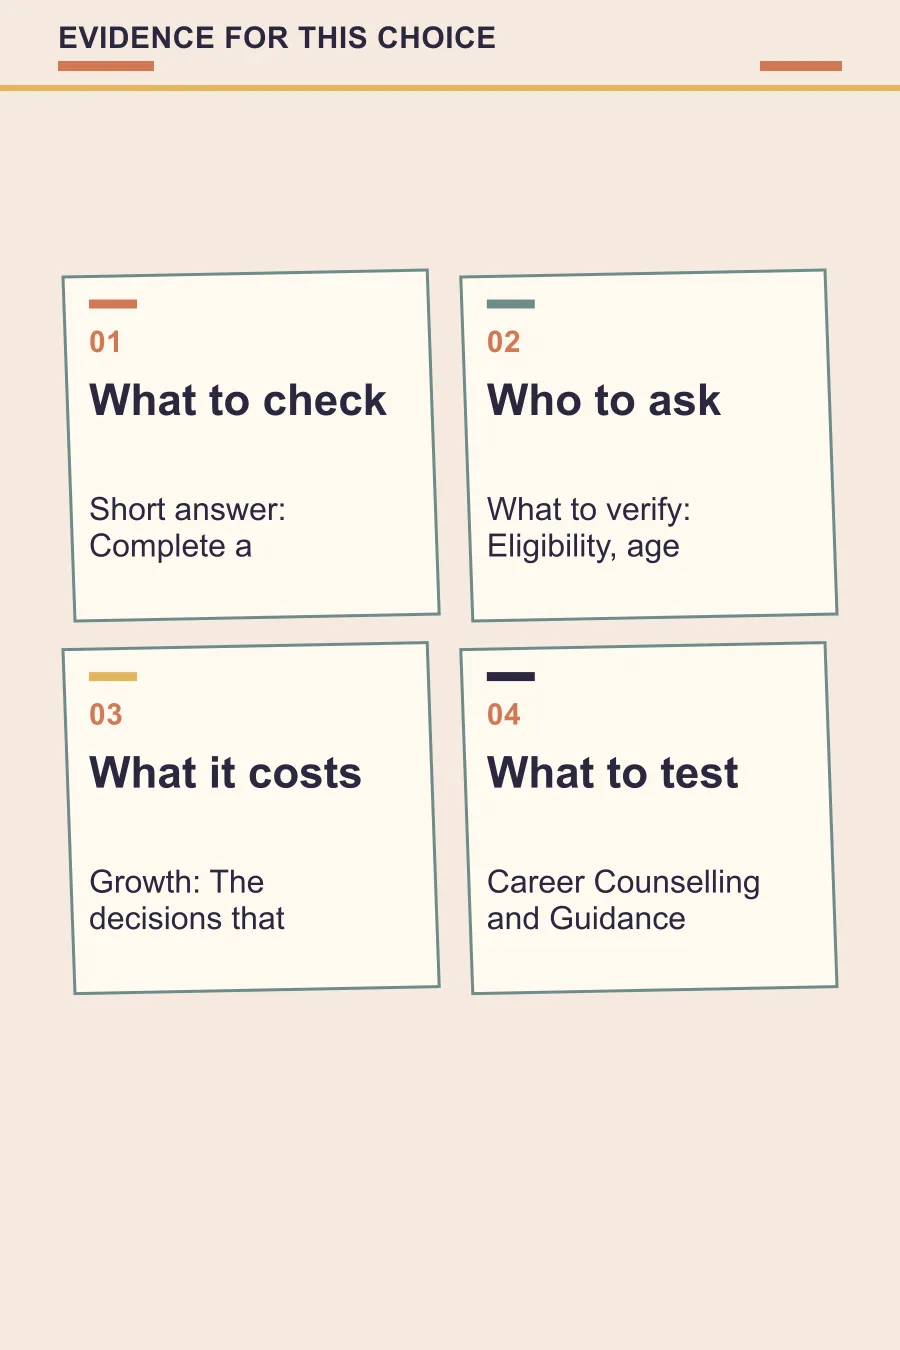 EVIDENCE FOR THIS CHOICE
01
What to check
Short answer:
Complete a
02
Who to ask
What to verify:
Eligibility, age
03
What it costs
Growth: The
decisions that
04
What to test
Career Counselling
and Guidance